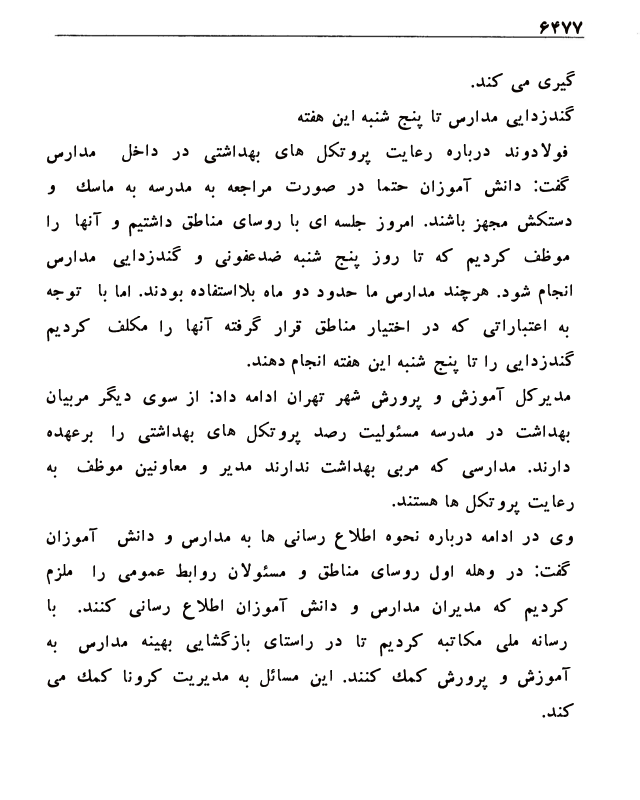 ۶۴۷۷
گیری می کند.
گندزدایی مدارس تا پنج شنبه این هفته
فولادوند درباره رعایت پروتکل های بهداشتی در داخل مدارس
گفت: دانش آموزان حتما در صورت مراجعه به مدرسه به ماسك و
دستکش مجهز باشند. امروز جلسه ای با روسای مناطق داشتیم و آنها را
موظف کردیم که تا روز پنج شنبه ضدعفونی و گندزدایی مدارس
انجام شود. هرچند مدارس ما حدود دو ماه بلااستفاده بودند. اما با توجه
به اعتباراتی که در اختیار مناطق قرار گرفته آنها را مکلف کردیم
گندزدایی را تا پنج شنبه این هفته انجام دهند.
مدیرکل آموزش و پرورش شهر تهران ادامه داد: از سوی دیگر مربیان
بهداشت در مدرسه مسئولیت رصد پروتکل های بهداشتی را برعهده
دارند. مدارسی که مربی بهداشت ندارند مدیر و معاونین موظف به
رعایت پروتکل ها هستند.
وی در ادامه درباره نحوه اطلاع رسانی ها به مدارس و دانش آموزان
گفت: در وهله اول روسای مناطق و مسئولان روابط عمومی را ملزم
کردیم که مدیران مدارس و دانش آموزان اطلاع رسانی کنند. با
رسانه ملی مکاتبه کردیم تا در راستای بازگشایی بهینه مدارس به
آموزش و پرورش کمك کنند. این مسائل به مدیریت کرونا کمك می
کند.